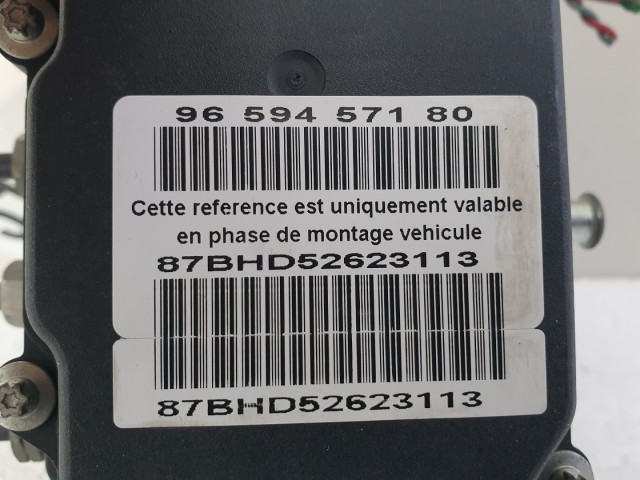 96 594 571 80
Cette reference est uniquement valable
en phase de montage vehicule
87BHD52623113
87BHD52623113